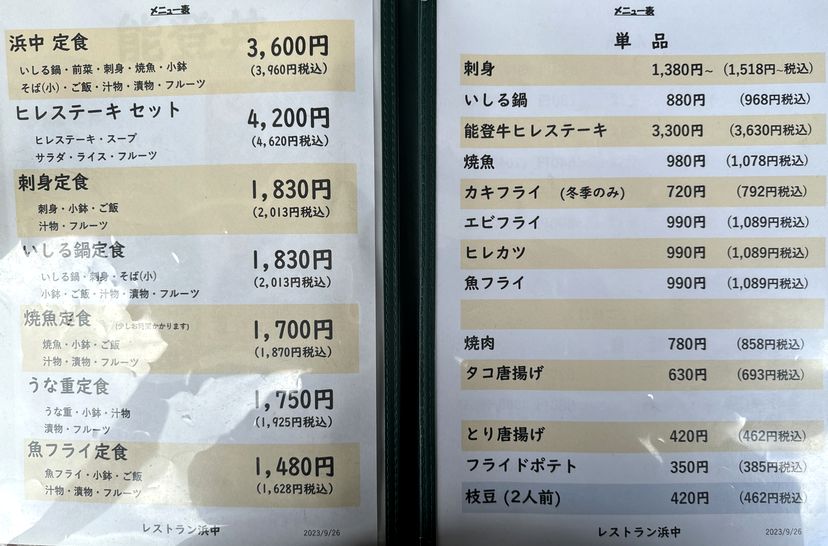 メニュー表
浜中 定食 3,600円
いしる鍋・前菜・刺身・焼魚・小鉢 (3,960円税込)
そば(小)・ご飯・汁物・漬物・フルーツ
ヒレステーキ セット 4,200円
ヒレステーキ・スープ (4,620円税込)
サラダ・ライス・フルーツ
刺身定食 1,830円
刺身・小鉢・ご飯 (2,013円税込)
汁物・フルーツ
いしる鍋定食 1,830円
いしる鍋・刺身・そば(小) (2,013円税込)
小鉢・ご飯・汁物・漬物・フルーツ
焼魚定食 (少しお時間かかります) 1,700円
焼魚・小鉢・ご飯 (1,870円税込)
汁物・漬物・フルーツ
うな重定食 1,750円
うな重・小鉢・汁物 (1,925円税込)
漬物・フルーツ
魚フライ定食 1,480円
魚フライ・小鉢・ご飯 (1,628円税込)
汁物・漬物・フルーツ
レストラン浜中 2023/9/26
メニュー表
単 品
刺身 1,380円~ (1,518円~税込)
いしる鍋 880円 (968円税込)
能登牛ヒレステーキ 3,300円 (3,630円税込)
焼魚 980円 (1,078円税込)
カキフライ (冬季のみ) 720円 (792円税込)
エビフライ 990円 (1,089円税込)
ヒレカツ 990円 (1,089円税込)
魚フライ 990円 (1,089円税込)
焼肉 780円 (858円税込)
タコ唐揚げ 630円 (693円税込)
とり唐揚げ 420円 (462円税込)
フライドポテト 350円 (385円税込)
枝豆 (2人前) 420円 (462円税込)
レストラン浜中 2023/9/26